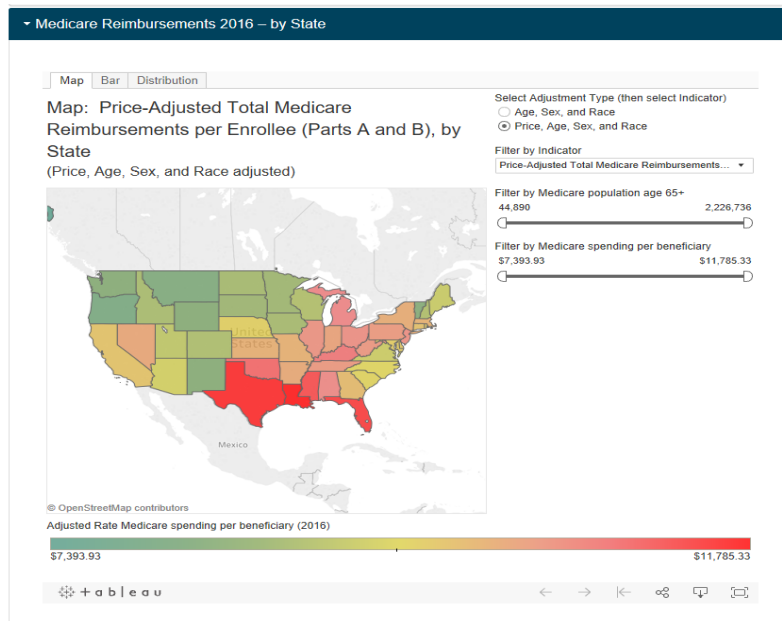 Medicare Reimbursements 2016 – by State
Map Bar Distribution
Map: Price-Adjusted Total Medicare
Reimbursements per Enrollee (Parts A and B), by
State
(Price, Age, Sex, and Race adjusted)
Select Adjustment Type (then select Indicator)
Age, Sex, and Race
Price, Age, Sex, and Race
Filter by Indicator
Price-Adjusted Total Medicare Reimbursements...
Filter by Medicare population age 65+
44,890 2,226,736
Filter by Medicare spending per beneficiary
$7,393.93 $11,785.33
United
States
Mexico
© OpenStreetMap contributors
Adjusted Rate Medicare spending per beneficiary (2016)
$7,393.93 $11,785.33
+ a b l e a u